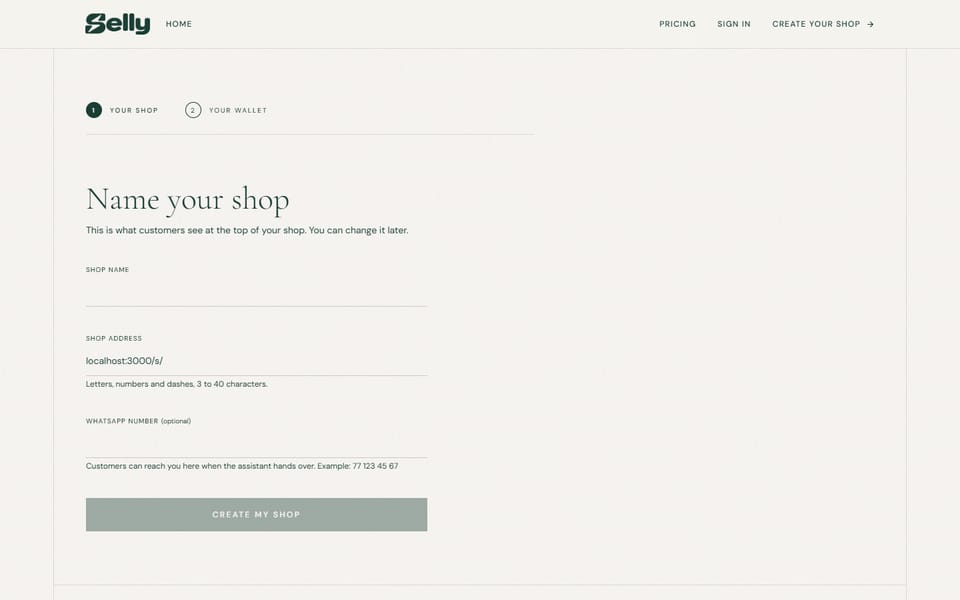 Selly HOME PRICING SIGN IN CREATE YOUR SHOP →
1 YOUR SHOP 2 YOUR WALLET
Name your shop
This is what customers see at the top of your shop. You can change it later.
SHOP NAME
SHOP ADDRESS
localhost:3000/s/
Letters, numbers and dashes, 3 to 40 characters.
WHATSAPP NUMBER (optional)
Customers can reach you here when the assistant hands over. Example: 77 123 45 67
CREATE MY SHOP